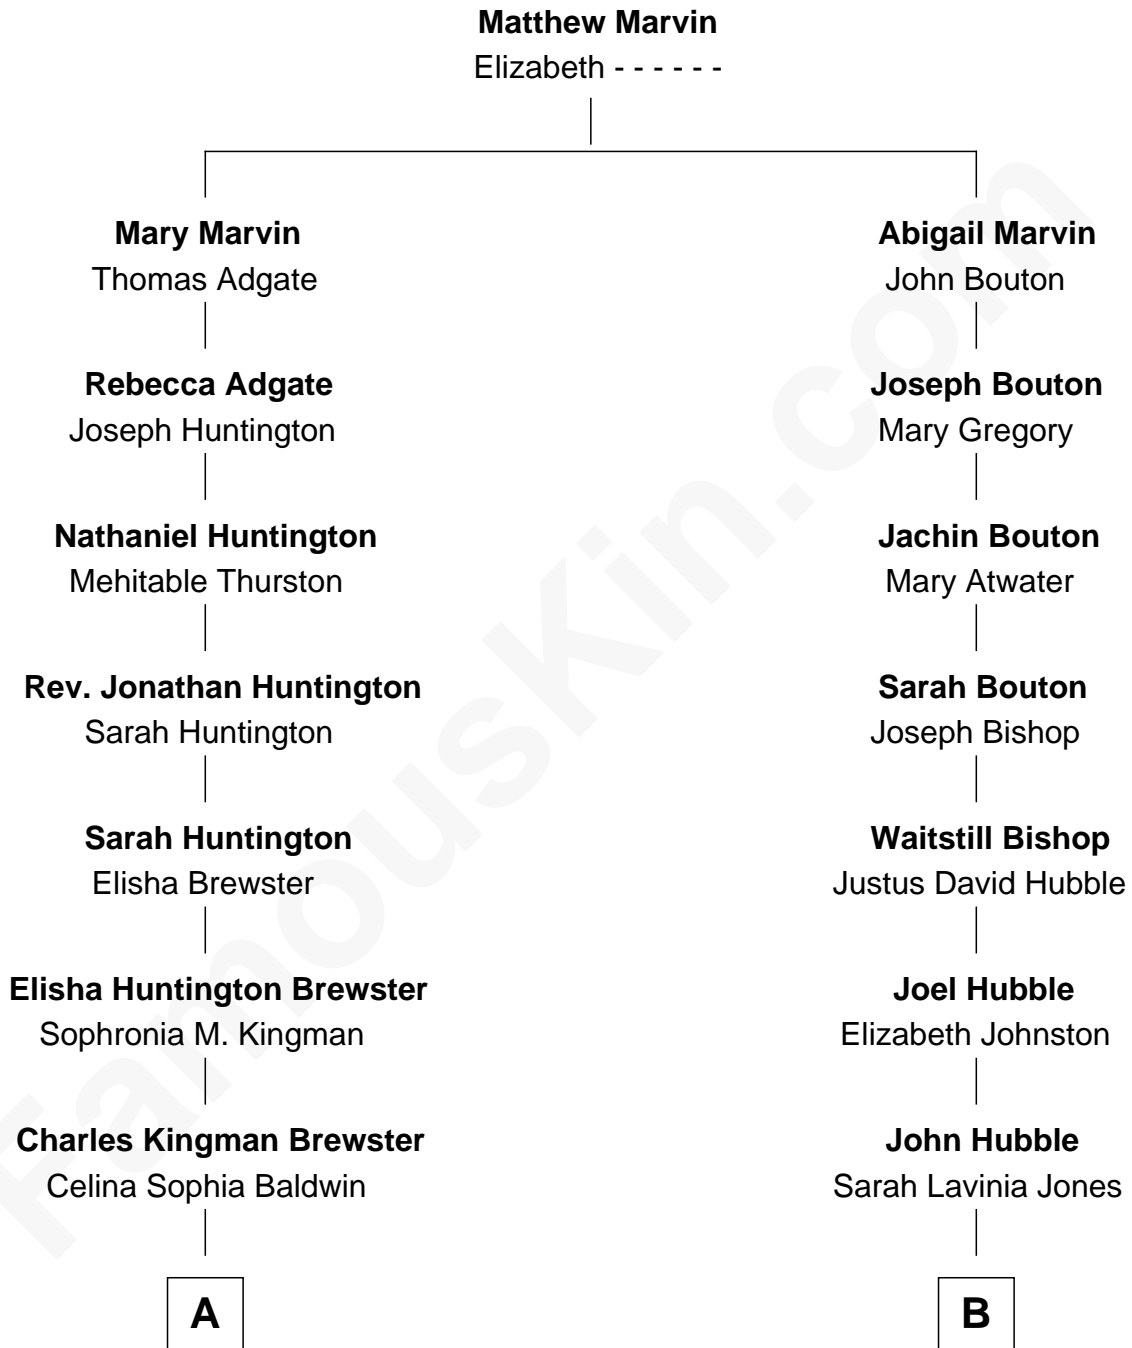 Matthew Marvin
Elizabeth - - - - - -
Mary Marvin
Thomas Adgate
Abigail Marvin
John Bouton
Rebecca Adgate
Joseph Huntington
Joseph Bouton
Mary Gregory
Nathaniel Huntington
Mehitable Thurston
Jachin Bouton
Mary Atwater
Rev. Jonathan Huntington
Sarah Huntington
Sarah Bouton
Joseph Bishop
Sarah Huntington
Elisha Brewster
Waitstill Bishop
Justus David Hubble
Elisha Huntington Brewster
Sophronia M. Kingman
Joel Hubble
Elizabeth Johnston
Charles Kingman Brewster
Celina Sophia Baldwin
John Hubble
Sarah Lavinia Jones
A
B
FamousKin.com